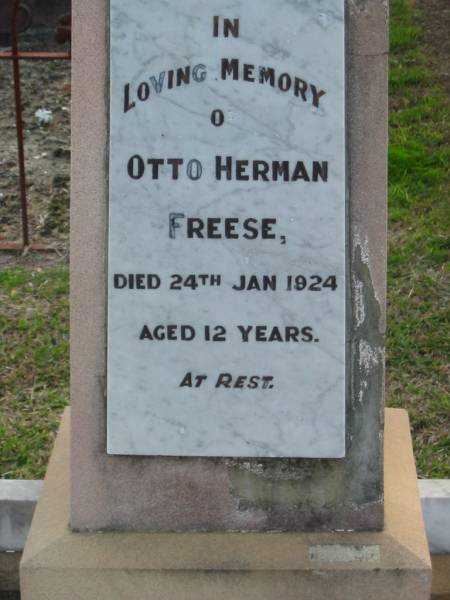 IN
LOVING MEMORY
O
OTTO HERMAN
FREESE,
DIED 24TH JAN 1924
AGED 12 YEARS.
AT REST.